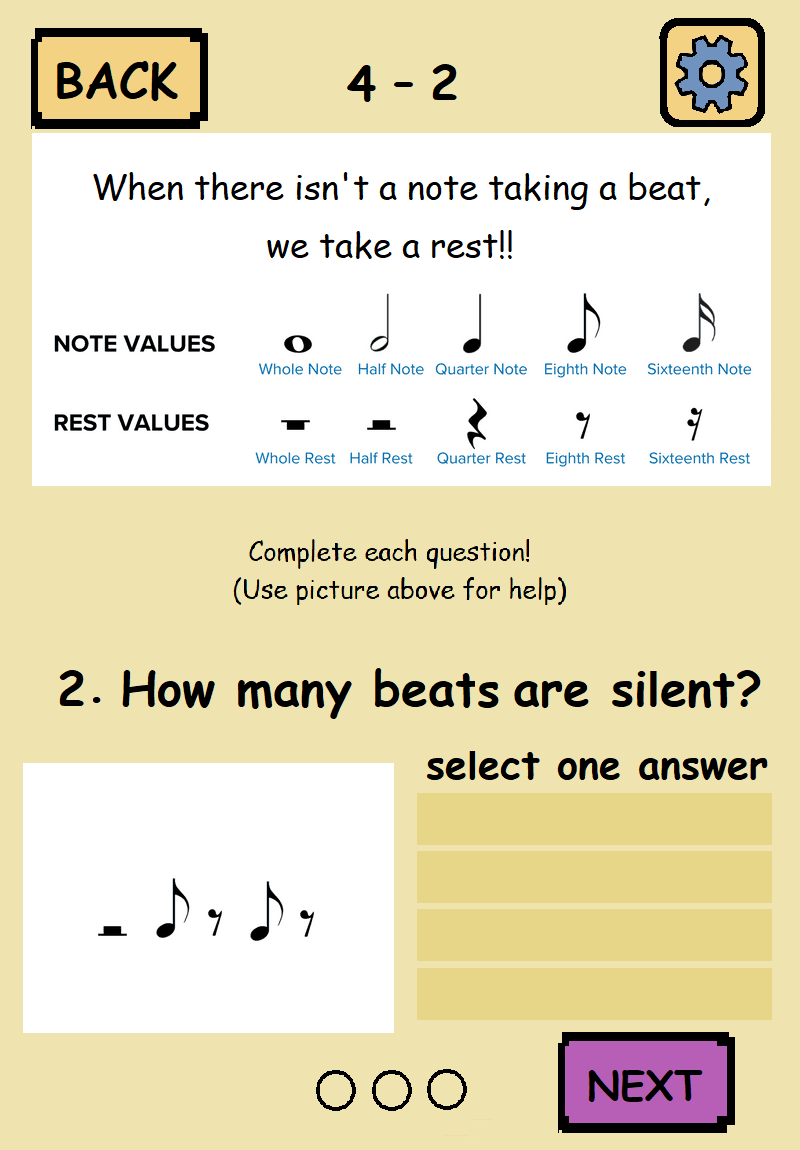 BACK
4 - 2
When there isn't a note taking a beat,
we take a rest!!
NOTE VALUES
Whole Note Half Note Quarter Note Eighth Note Sixteenth Note
REST VALUES
Whole Rest Half Rest Quarter Rest Eighth Rest Sixteenth Rest
Complete each question!
(Use picture above for help)
2. How many beats are silent?
select one answer
NEXT